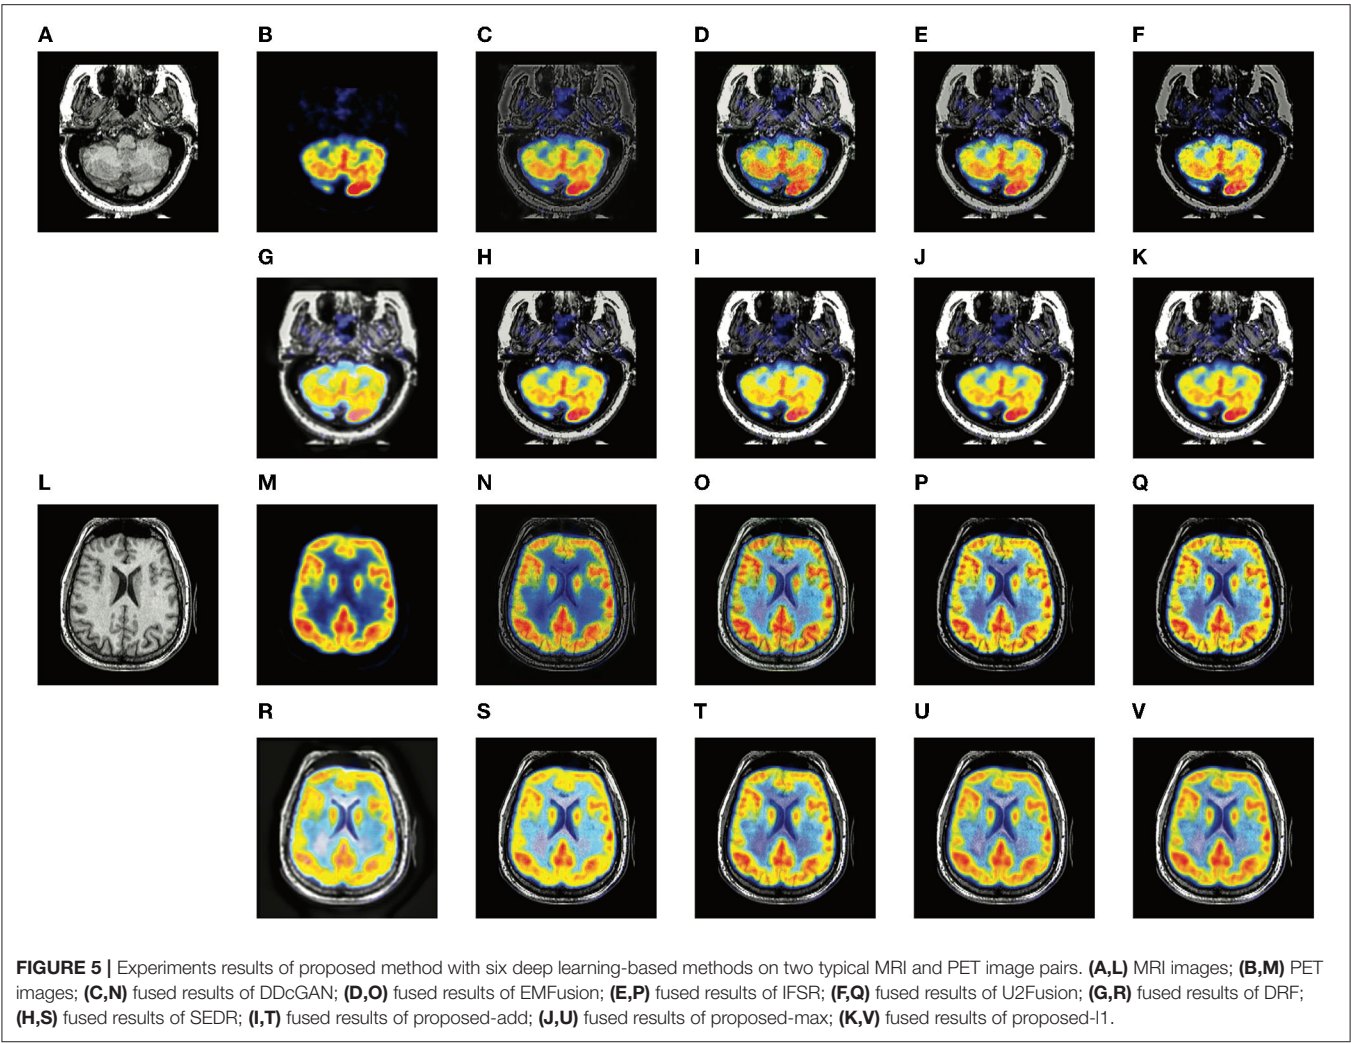 A B C D E F
G H I J K
L M N O P Q
R S T U V
FIGURE 5 | Experiments results of proposed method with six deep learning-based methods on two typical MRI and PET image pairs. (A,L) MRI images; (B,M) PET
images; (C,N) fused results of DDcGAN; (D,O) fused results of EMFusion; (E,P) fused results of IFSR; (F,Q) fused results of U2Fusion; (G,R) fused results of DRF;
(H,S) fused results of SEDR; (I,T) fused results of proposed-add; (J,U) fused results of proposed-max; (K,V) fused results of proposed-l1.